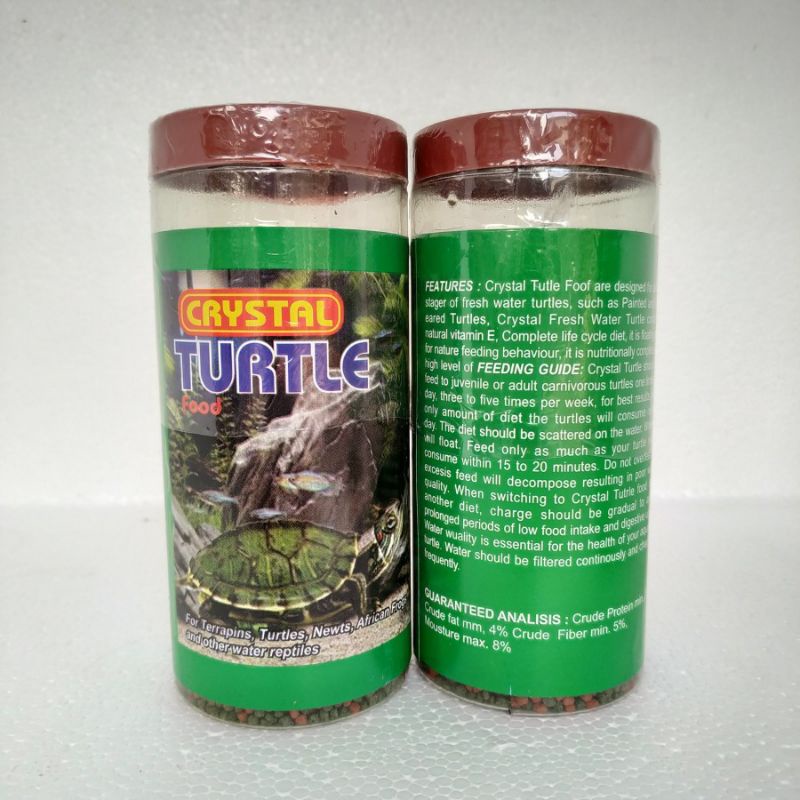 CRYSTAL
TURTLE
Food
For Terrapins, Turtles, Newts, African Frogs
and other water reptiles
FEATURES : Crystal Tutle Foof are designed
stager of fresh water turtles, such as Painted
eared Turtles, Crystal Fresh Water Turtle
natural vitamin E, Complete life cycle diet, it is
for nature feeding behaviour, it is nutritionally
high level of FEEDING GUIDE: Crystal Turtle
feed to juvenile or adult carnivorous turtles one
day, three to five times per week, for best results
only amount of diet the turtles will consume
day. The diet should be scattered on the water.
will float. Feed only as much as your turtle
consume within 15 to 20 minutes. Do not
excesis feed will decompose resulting in poor
quality. When switching to Crystal Tutrle food
another diet, charge should be gradual
prolonged periods of low food intake and digestive
Water wuality is essential for the health of your
turtle. Water should be filtered continously and
frequently.
GUARANTEED ANALISIS : Crude Protein min.
Crude fat mm, 4% Crude Fiber min. 5%,
Mousture max. 8%